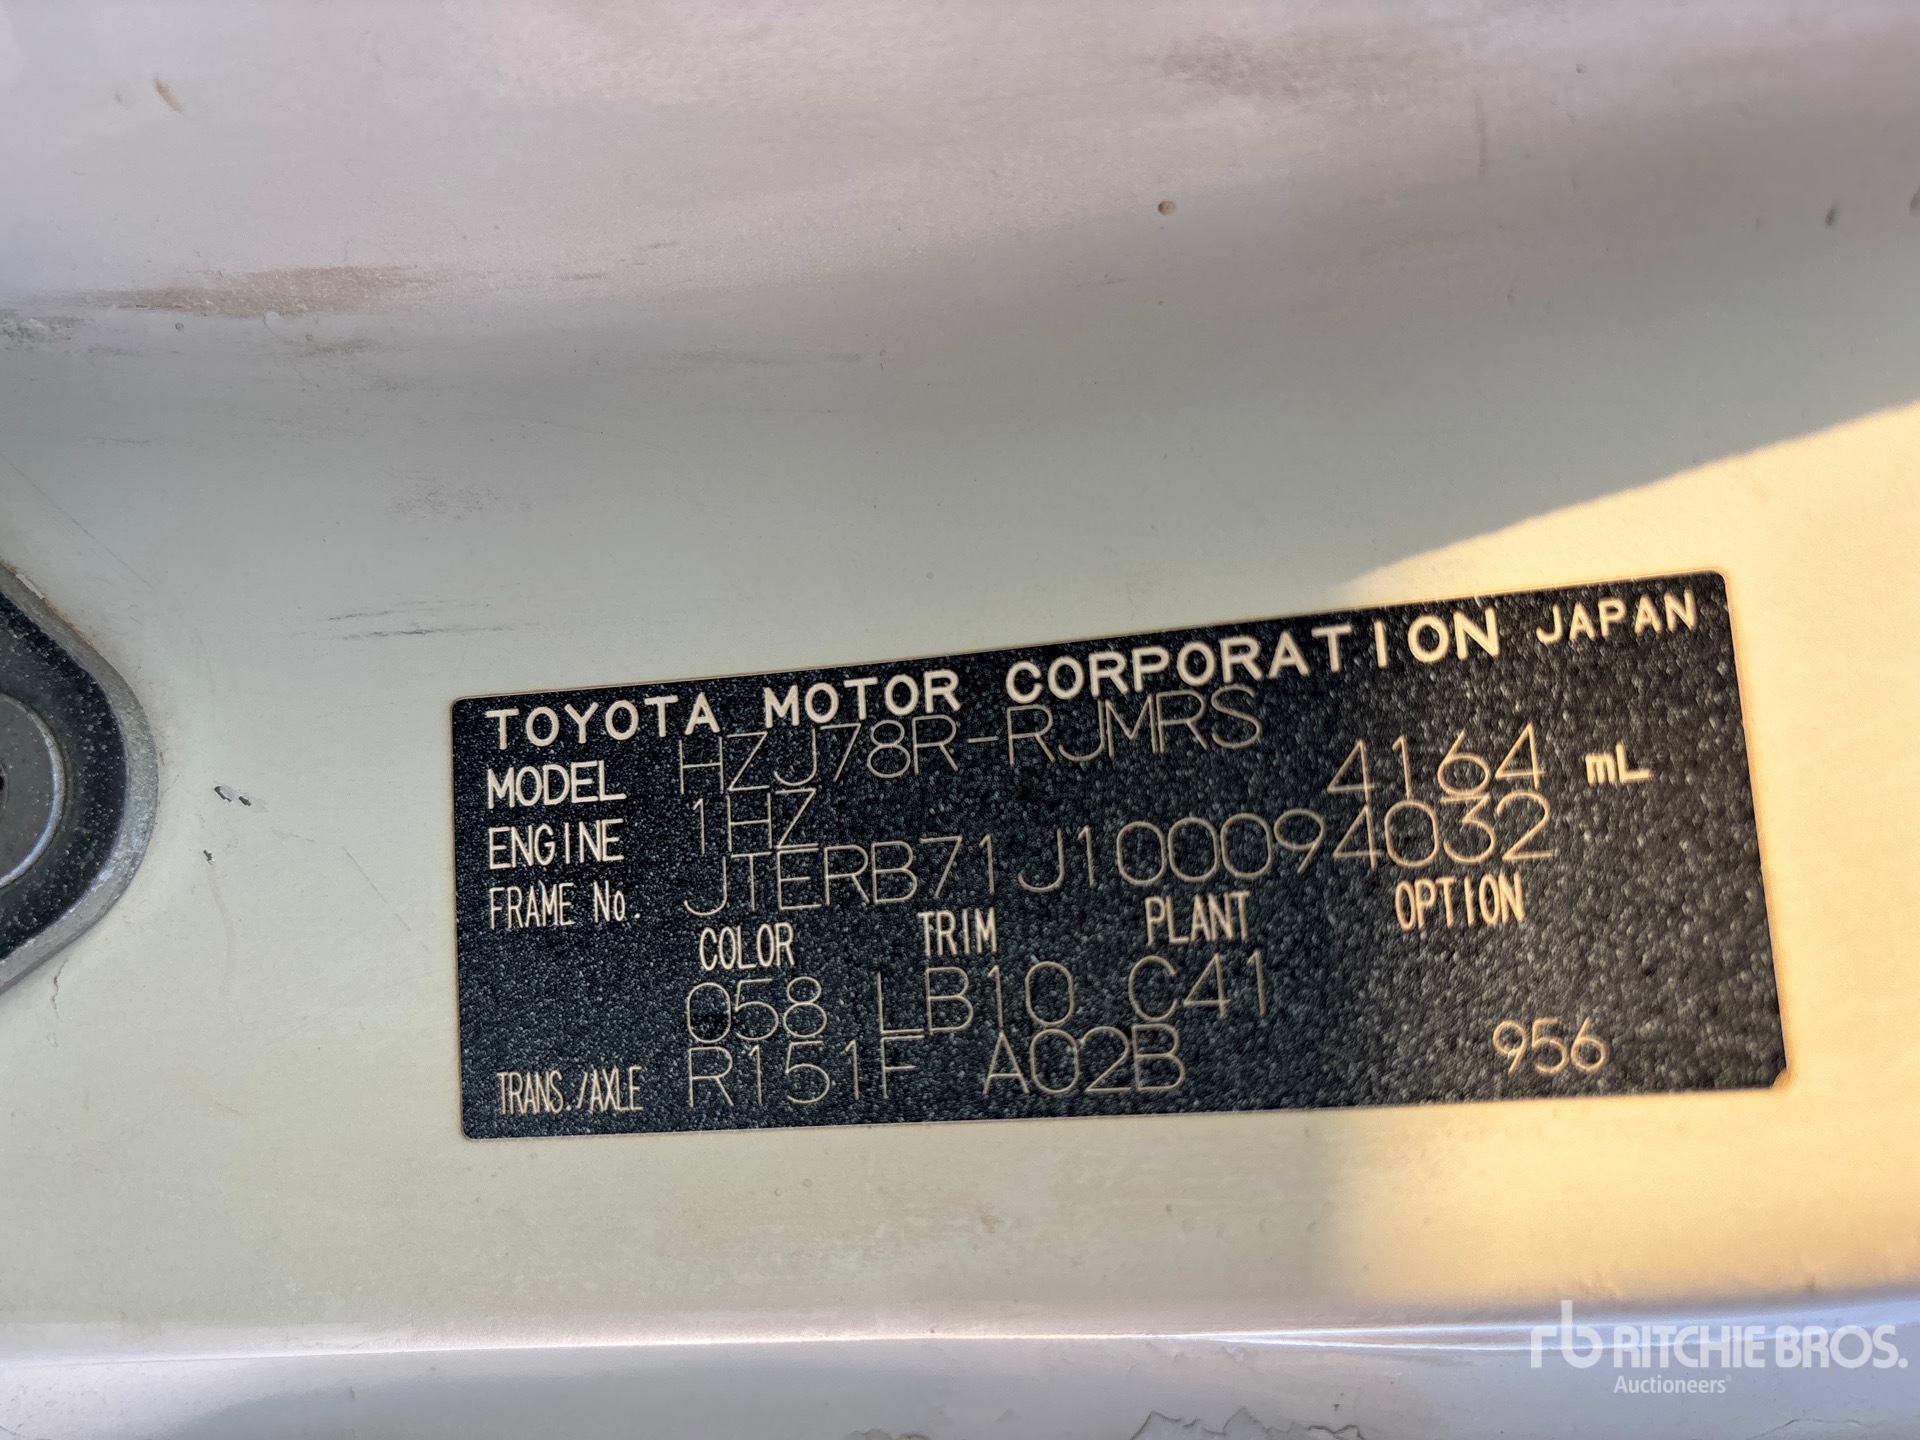 TOYOTA MOTOR CORPORATION JAPAN
MODEL HZJ78R-RJMRS
ENGINE 1HZ 4164 mL
FRAME No. JTERB71J100094032
COLOR TRIM PLANT OPTION
058 LB10 C41
TRANS./AXLE R151F A02B 956
rb RITCHIE BROS.
Auctioneers